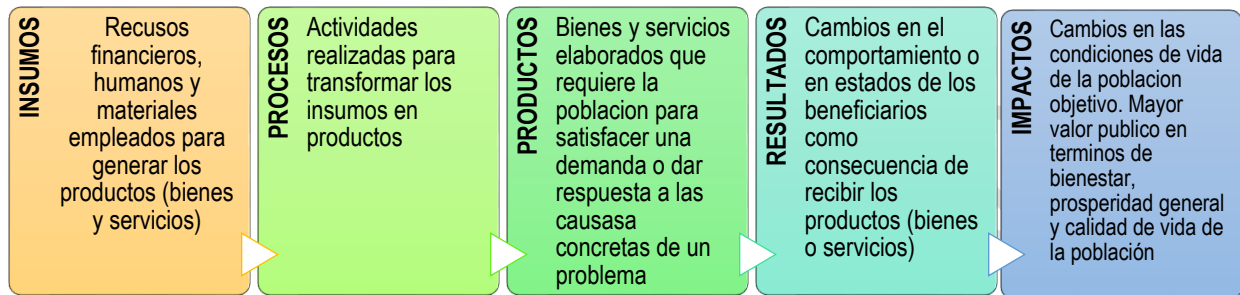 INSUMOS
Recusos
financieros,
humanos y
materiales
empleados para
generar los
productos (bienes
y servicios)
PROCESOS
Actividades
realizadas para
transformar los
insumos en
productos
PRODUCTOS
Bienes y servicios
elaborados que
requiere la
poblacion para
satisfacer una
demanda o dar
respuesta a las
causasa
concretas de un
problema
RESULTADOS
Cambios en el
comportamiento o
en estados de los
beneficiarios
como
consecuencia de
recibir los
productos (bienes
o servicios)
IMPACTOS
Cambios en las
condiciones de vida
de la poblacion
objetivo. Mayor
valor publico en
terminos de
bienestar,
prosperidad general
y calidad de vida de
la población